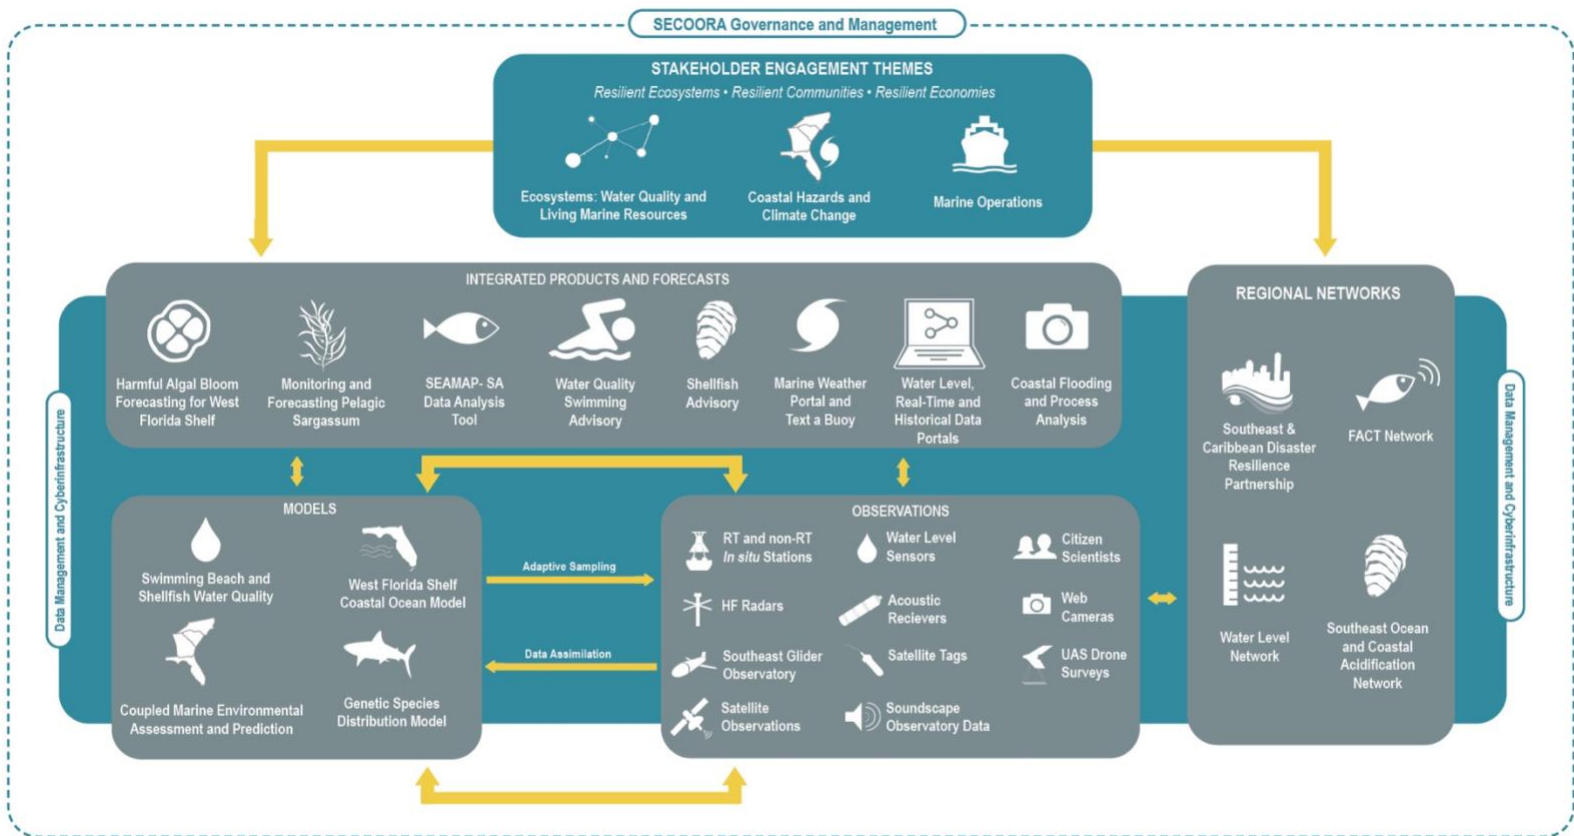 SECOORA Governance and Management
STAKEHOLDER ENGAGEMENT THEMES
Resilient Ecosystems • Resilient Communities • Resilient Economies
Ecosystems: Water Quality and
Living Marine Resources
Coastal Hazards and
Climate Change
Marine Operations
INTEGRATED PRODUCTS AND FORECASTS
Harmful Algal Bloom
Forecasting for West
Florida Shelf
Monitoring and
Forecasting Pelagic
Sargassum
SEAMAP- SA
Data Analysis
Tool
Water Quality
Swimming
Advisory
Shellfish
Advisory
Marine Weather
Portal and
Text a Buoy
Water Level,
Real-Time and
Historical Data
Portals
Coastal Flooding
and Process
Analysis
REGIONAL NETWORKS
Southeast &
Caribbean Disaster
Resilience
Partnership
FACT Network
Water Level
Network
Southeast Ocean
and Coastal
Acidification
Network
Data Management and Cyberinfrastructure
Data Management and Cyberinfrastructure
MODELS
Swimming Beach and
Shellfish Water Quality
West Florida Shelf
Coastal Ocean Model
Coupled Marine Environmental
Assessment and Prediction
Genetic Species
Distribution Model
Adaptive Sampling
Data Assimilation
OBSERVATIONS
RT and non-RT
In situ Stations
Water Level
Sensors
Citizen
Scientists
HF Radars
Acoustic
Recievers
Web
Cameras
Southeast Glider
Observatory
Satellite Tags
UAS Drone
Surveys
Satellite
Observations
Soundscape
Observatory Data